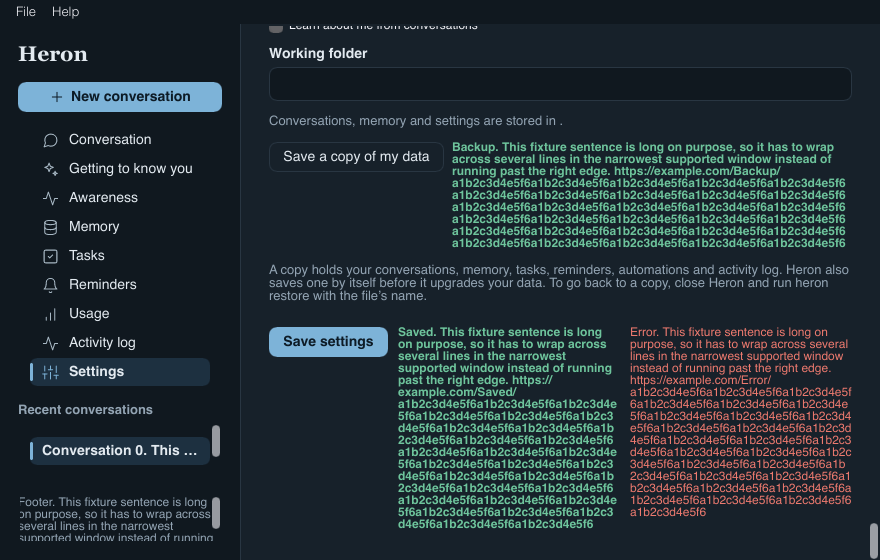 File Help
Heron
New conversation
Conversation
Getting to know you
Awareness
Memory
Tasks
Reminders
Usage
Activity log
Settings
Recent conversations
Conversation 0. This …
Footer. This fixture sentence is long
on purpose, so it has to wrap across
several lines in the narrowest
supported window instead of running
Learn about me from conversations
Working folder
Conversations, memory and settings are stored in .
Save a copy of my data
Backup. This fixture sentence is long on purpose, so it has to wrap
across several lines in the narrowest supported window instead of
running past the right edge. https://example.com/Backup/
a1b2c3d4e5f6a1b2c3d4e5f6a1b2c3d4e5f6a1b2c3d4e5f6a1b2c3d4e5f6
a1b2c3d4e5f6a1b2c3d4e5f6a1b2c3d4e5f6a1b2c3d4e5f6a1b2c3d4e5f6
a1b2c3d4e5f6a1b2c3d4e5f6a1b2c3d4e5f6a1b2c3d4e5f6a1b2c3d4e5f6
a1b2c3d4e5f6a1b2c3d4e5f6a1b2c3d4e5f6a1b2c3d4e5f6a1b2c3d4e5f6
a1b2c3d4e5f6a1b2c3d4e5f6a1b2c3d4e5f6a1b2c3d4e5f6a1b2c3d4e5f6
a1b2c3d4e5f6a1b2c3d4e5f6a1b2c3d4e5f6a1b2c3d4e5f6a1b2c3d4e5f6
A copy holds your conversations, memory, tasks, reminders, automations and activity log. Heron also
saves one by itself before it upgrades your data. To go back to a copy, close Heron and run heron
restore with the file's name.
Save settings
Saved. This fixture sentence is long
on purpose, so it has to wrap across
several lines in the narrowest
supported window instead of running
past the right edge. https://
example.com/Saved/
a1b2c3d4e5f6a1b2c3d4e5f6a1b2c3d4e
5f6a1b2c3d4e5f6a1b2c3d4e5f6a1b2c3
d4e5f6a1b2c3d4e5f6a1b2c3d4e5f6a1b
2c3d4e5f6a1b2c3d4e5f6a1b2c3d4e5f6
a1b2c3d4e5f6a1b2c3d4e5f6a1b2c3d4e
5f6a1b2c3d4e5f6a1b2c3d4e5f6a1b2c3
d4e5f6a1b2c3d4e5f6a1b2c3d4e5f6a1b
2c3d4e5f6a1b2c3d4e5f6a1b2c3d4e5f6
a1b2c3d4e5f6a1b2c3d4e5f6a1b2c3d4e
5f6a1b2c3d4e5f6a1b2c3d4e5f6a1b2c3
d4e5f6a1b2c3d4e5f6a1b2c3d4e5f6
Error. This fixture sentence is long on
purpose, so it has to wrap across several
lines in the narrowest supported window
instead of running past the right edge.
https://example.com/Error/
a1b2c3d4e5f6a1b2c3d4e5f6a1b2c3d4e5f
6a1b2c3d4e5f6a1b2c3d4e5f6a1b2c3d4e
5f6a1b2c3d4e5f6a1b2c3d4e5f6a1b2c3d4
e5f6a1b2c3d4e5f6a1b2c3d4e5f6a1b2c3d
4e5f6a1b2c3d4e5f6a1b2c3d4e5f6a1b2c3
d4e5f6a1b2c3d4e5f6a1b2c3d4e5f6a1b2c
3d4e5f6a1b2c3d4e5f6a1b2c3d4e5f6a1b
2c3d4e5f6a1b2c3d4e5f6a1b2c3d4e5f6a1
b2c3d4e5f6a1b2c3d4e5f6a1b2c3d4e5f6a
1b2c3d4e5f6a1b2c3d4e5f6a1b2c3d4e5f6
a1b2c3d4e5f6